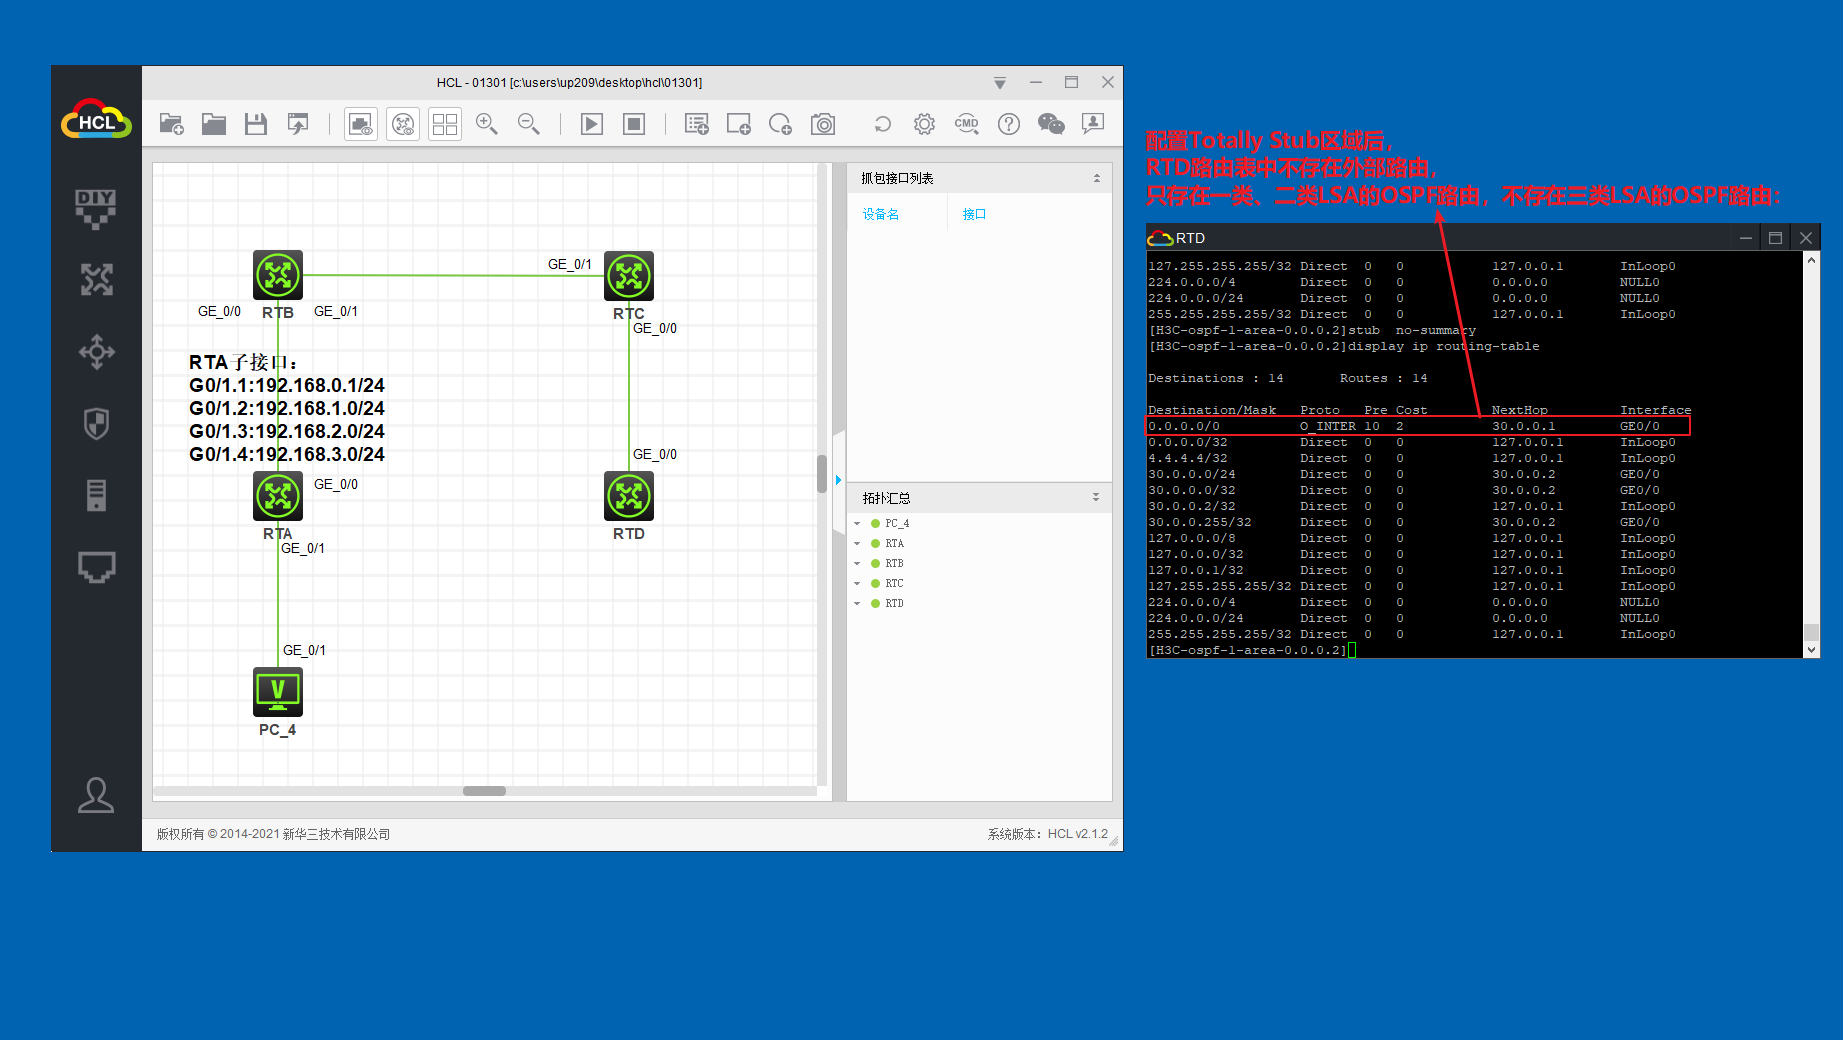 HCL - 01301 [c:\users\up209\desktop\hcl\01301]
HCL
DIY
CMD
抓包接口列表
设备名 接口
GE_0/1
RTB
RTC
GE_0/0
GE_0/1
GE_0/0
RTA子接口：
G0/1.1:192.168.0.1/24
G0/1.2:192.168.1.0/24
G0/1.3:192.168.2.0/24
G0/1.4:192.168.3.0/24
GE_0/0
GE_0/0
RTA
RTD
GE_0/1
GE_0/1
V
PC_4
拓扑汇总
PC_4
RTA
RTB
RTC
RTD
版权所有 © 2014-2021 新华三技术有限公司
系统版本：HCL v2.1.2
配置Totally Stub区域后，
RTD路由表中不存在外部路由，
只存在一类、二类LSA的OSPF路由，不存在三类LSA的OSPF路由：
RTD
127.255.255.255/32 Direct 0 0 127.0.0.1 InLoop0
224.0.0.0/4 Direct 0 0 0.0.0.0 NULL0
224.0.0.0/24 Direct 0 0 0.0.0.0 NULL0
255.255.255.255/32 Direct 0 0 127.0.0.1 InLoop0
[H3C-ospf-1-area-0.0.0.2]stub no-summary
[H3C-ospf-1-area-0.0.0.2]display ip routing-table
Destinations : 14 Routes : 14
Destination/Mask Proto Pre Cost NextHop Interface
0.0.0.0/0 O_INTER 10 2 30.0.0.1 GE0/0
0.0.0.0/32 Direct 0 0 127.0.0.1 InLoop0
4.4.4.4/32 Direct 0 0 127.0.0.1 InLoop0
30.0.0.0/24 Direct 0 0 30.0.0.2 GE0/0
30.0.0.0/32 Direct 0 0 30.0.0.2 GE0/0
30.0.0.2/32 Direct 0 0 127.0.0.1 InLoop0
30.0.0.255/32 Direct 0 0 30.0.0.2 GE0/0
127.0.0.0/8 Direct 0 0 127.0.0.1 InLoop0
127.0.0.0/32 Direct 0 0 127.0.0.1 InLoop0
127.0.0.1/32 Direct 0 0 127.0.0.1 InLoop0
127.255.255.255/32 Direct 0 0 127.0.0.1 InLoop0
224.0.0.0/4 Direct 0 0 0.0.0.0 NULL0
224.0.0.0/24 Direct 0 0 0.0.0.0 NULL0
255.255.255.255/32 Direct 0 0 127.0.0.1 InLoop0
[H3C-ospf-1-area-0.0.0.2]